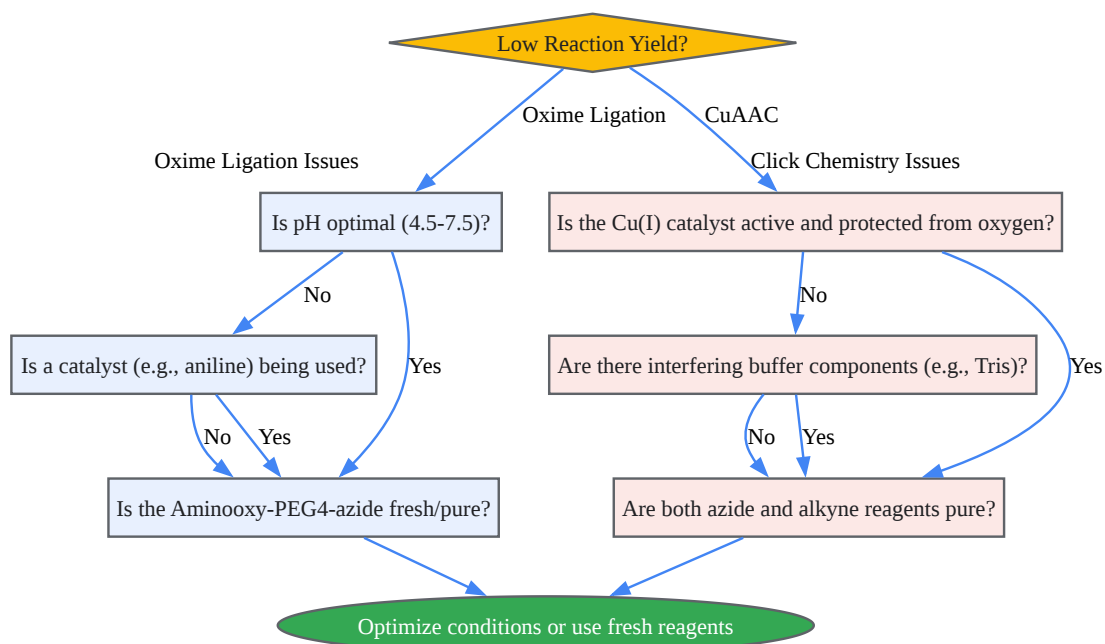 Low Reaction Yield?
Oxime Ligation
CuAAC
Oxime Ligation Issues
Click Chemistry Issues
Is pH optimal (4.5-7.5)?
Is the Cu(I) catalyst active and protected from oxygen?
No
No
Is a catalyst (e.g., aniline) being used?
Yes
Are there interfering buffer components (e.g., Tris)?
Yes
No
Yes
No
Yes
Is the Aminooxy-PEG4-azide fresh/pure?
Are both azide and alkyne reagents pure?
Optimize conditions or use fresh reagents